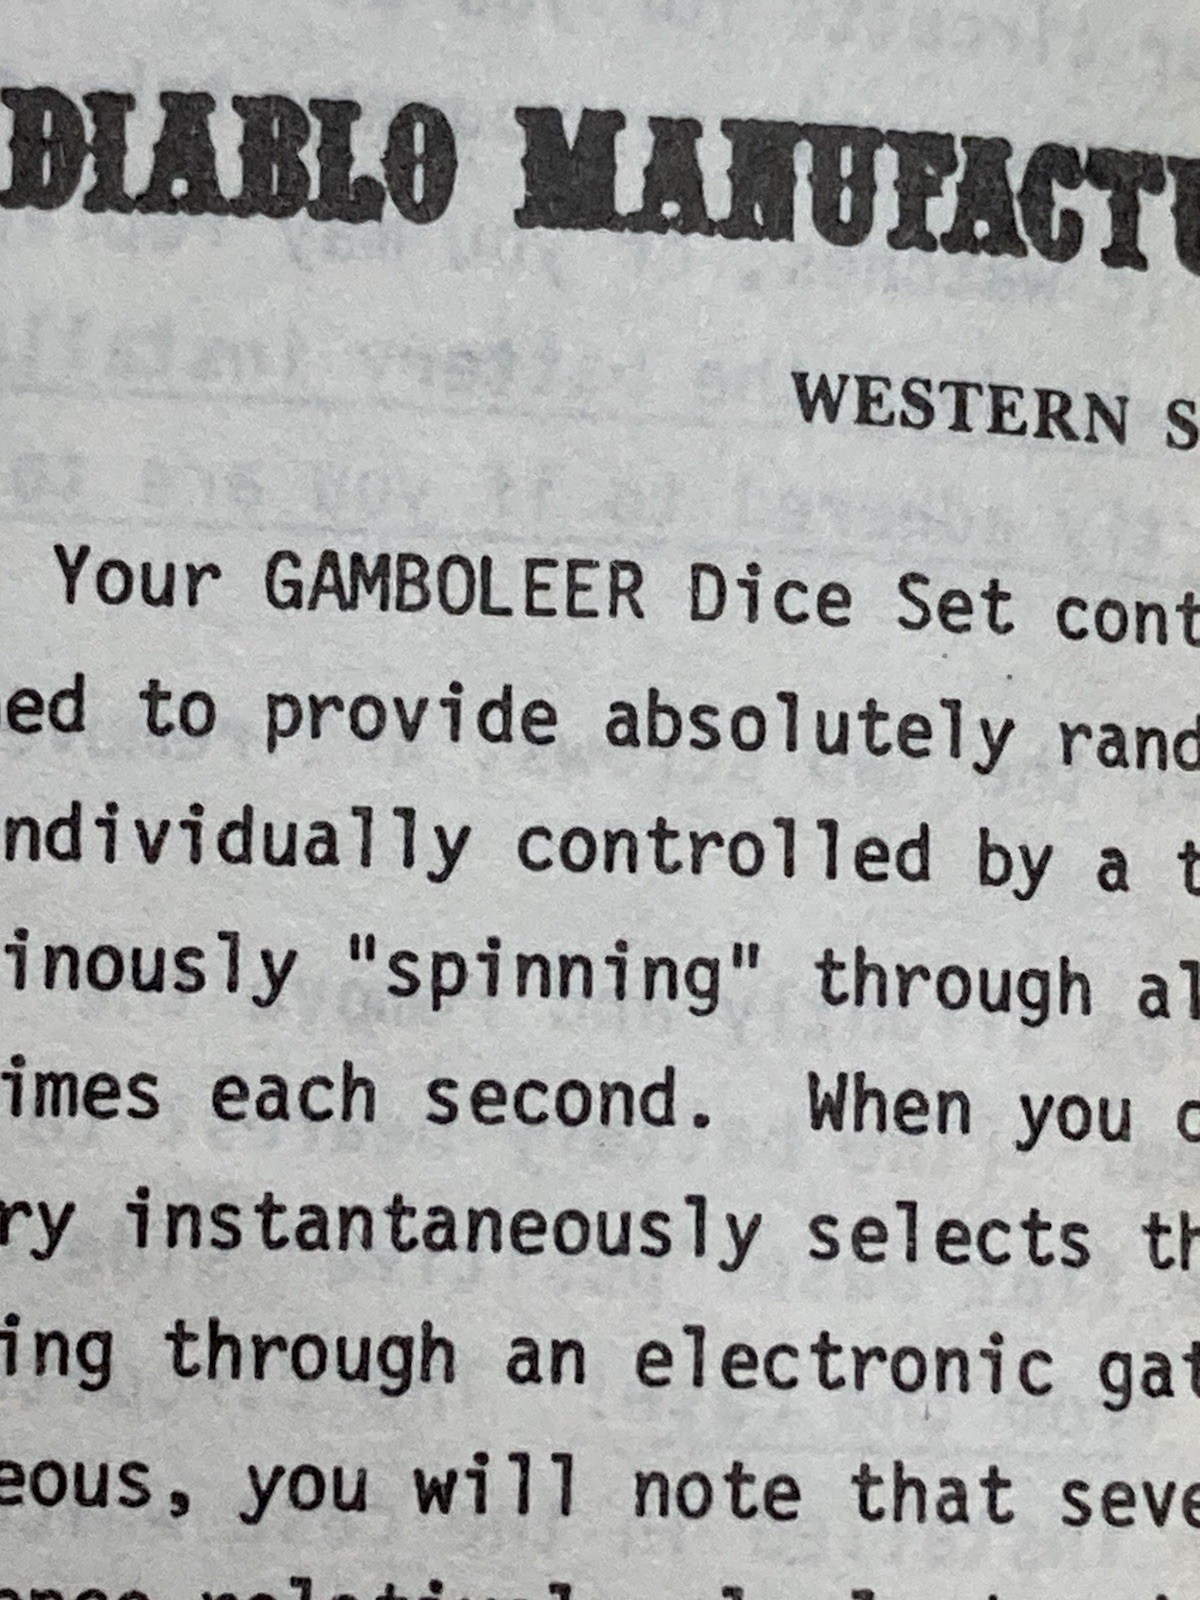 DIABLO MANUFACTU
WESTERN S
Your GAMBOLEER Dice Set cont
ed to provide absolutely rand
ndividually controlled by a t
inously "spinning" through al
imes each second. When you
ry instantaneously selects th
ing through an electronic gat
eous, you will note that seve